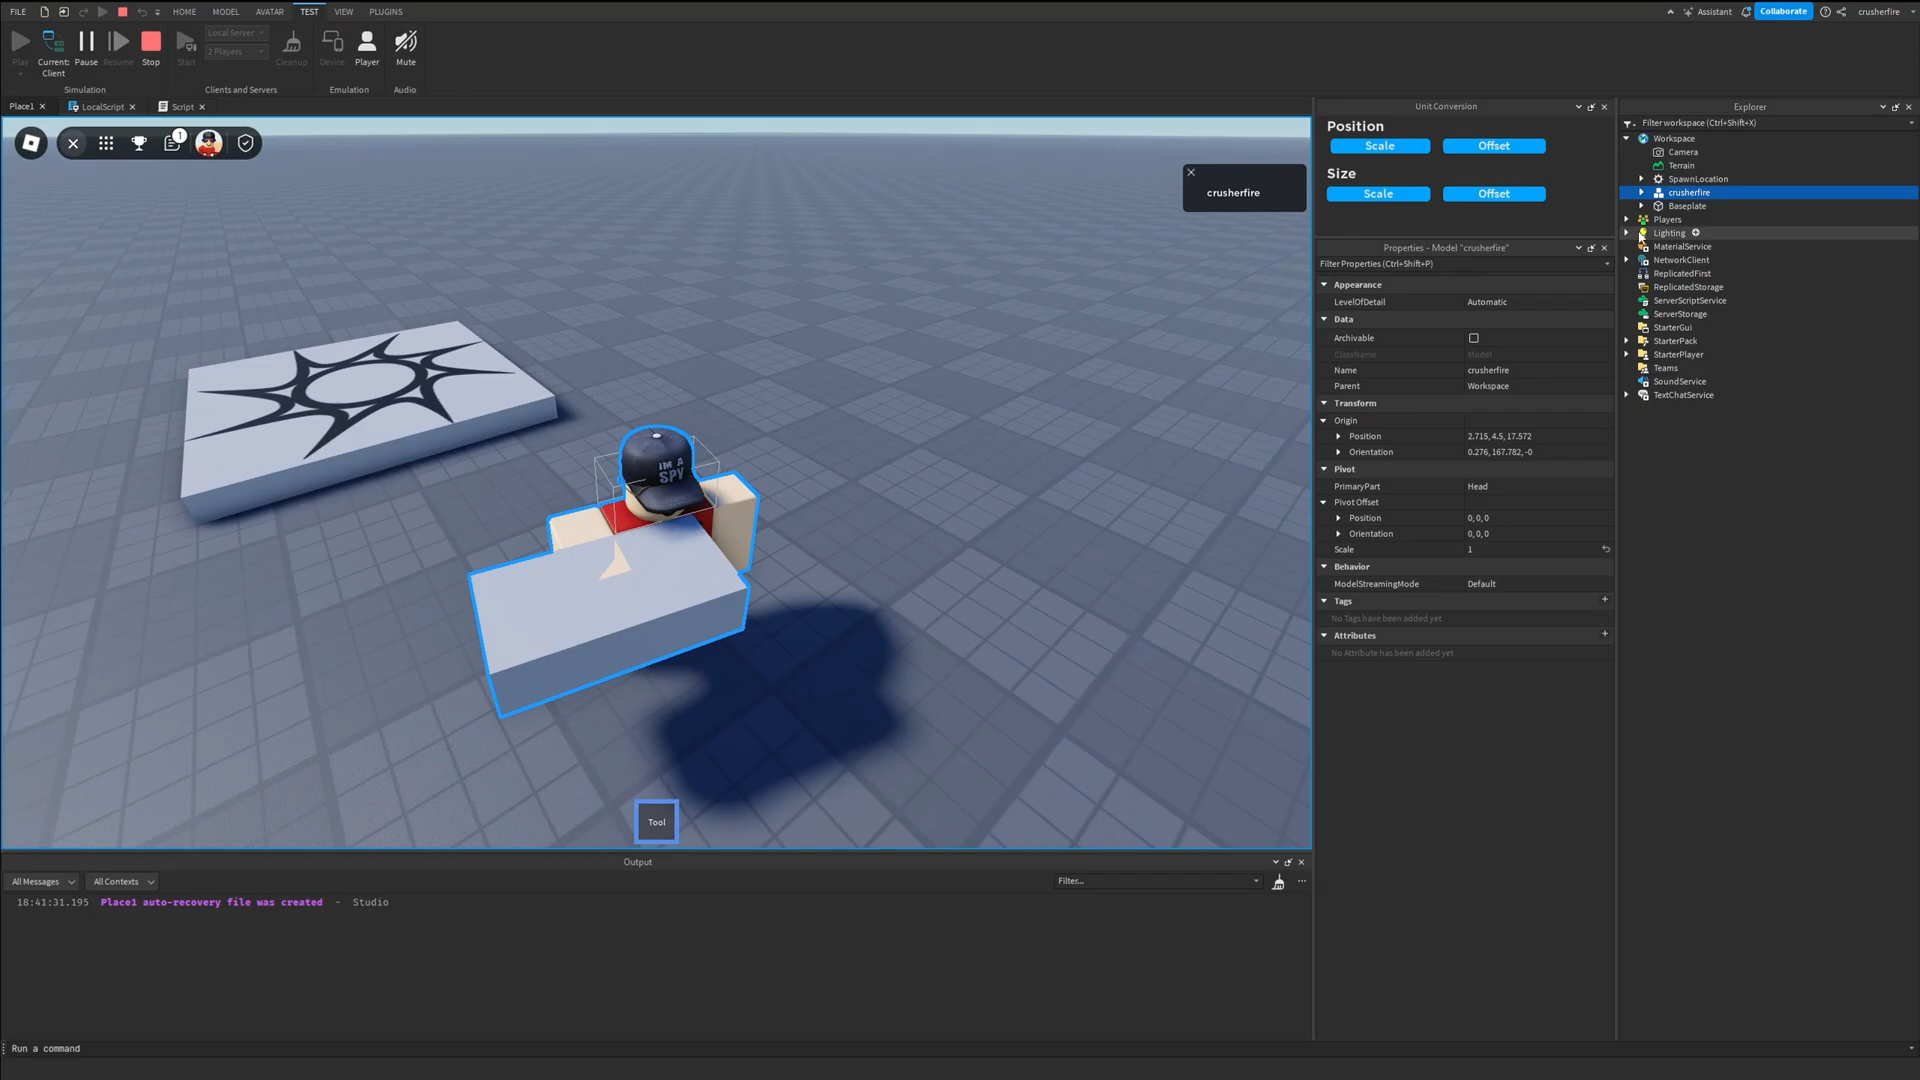 FILE HOME MODEL AVATAR TEST VIEW PLUGINS Assistant Collaborate crusherfire
Play Current: Client Pause Resume Stop Start Local Server 2 Players Cleanup Device Player Mute
Simulation Clients and Servers Emulation Audio
Place1 LocalScript Script
1
crusherfire
IM A
SPY
Tool
Unit Conversion
Position
Scale Offset
Size
Scale Offset
Properties - Model "crusherfire"
Filter Properties (Ctrl+Shift+P)
Appearance
LevelOfDetail Automatic
Data
Archivable
ClassName Model
Name crusherfire
Parent Workspace
Transform
Origin
Position 2.715, 4.5, 17.572
Orientation 0.276, 167.782, -0
Pivot
PrimaryPart Head
Pivot Offset
Position 0, 0, 0
Orientation 0, 0, 0
Scale 1
Behavior
ModelStreamingMode Default
Tags
No Tags have been added yet
Attributes
No Attribute has been added yet
Explorer
Filter workspace (Ctrl+Shift+X)
Workspace
Camera
Terrain
SpawnLocation
crusherfire
Baseplate
Players
Lighting
MaterialService
NetworkClient
ReplicatedFirst
ReplicatedStorage
ServerScriptService
ServerStorage
StarterGui
StarterPack
StarterPlayer
Teams
SoundService
TextChatService
Output
All Messages All Contexts Filter...
18:41:31.195 Place1 auto-recovery file was created - Studio
Run a command